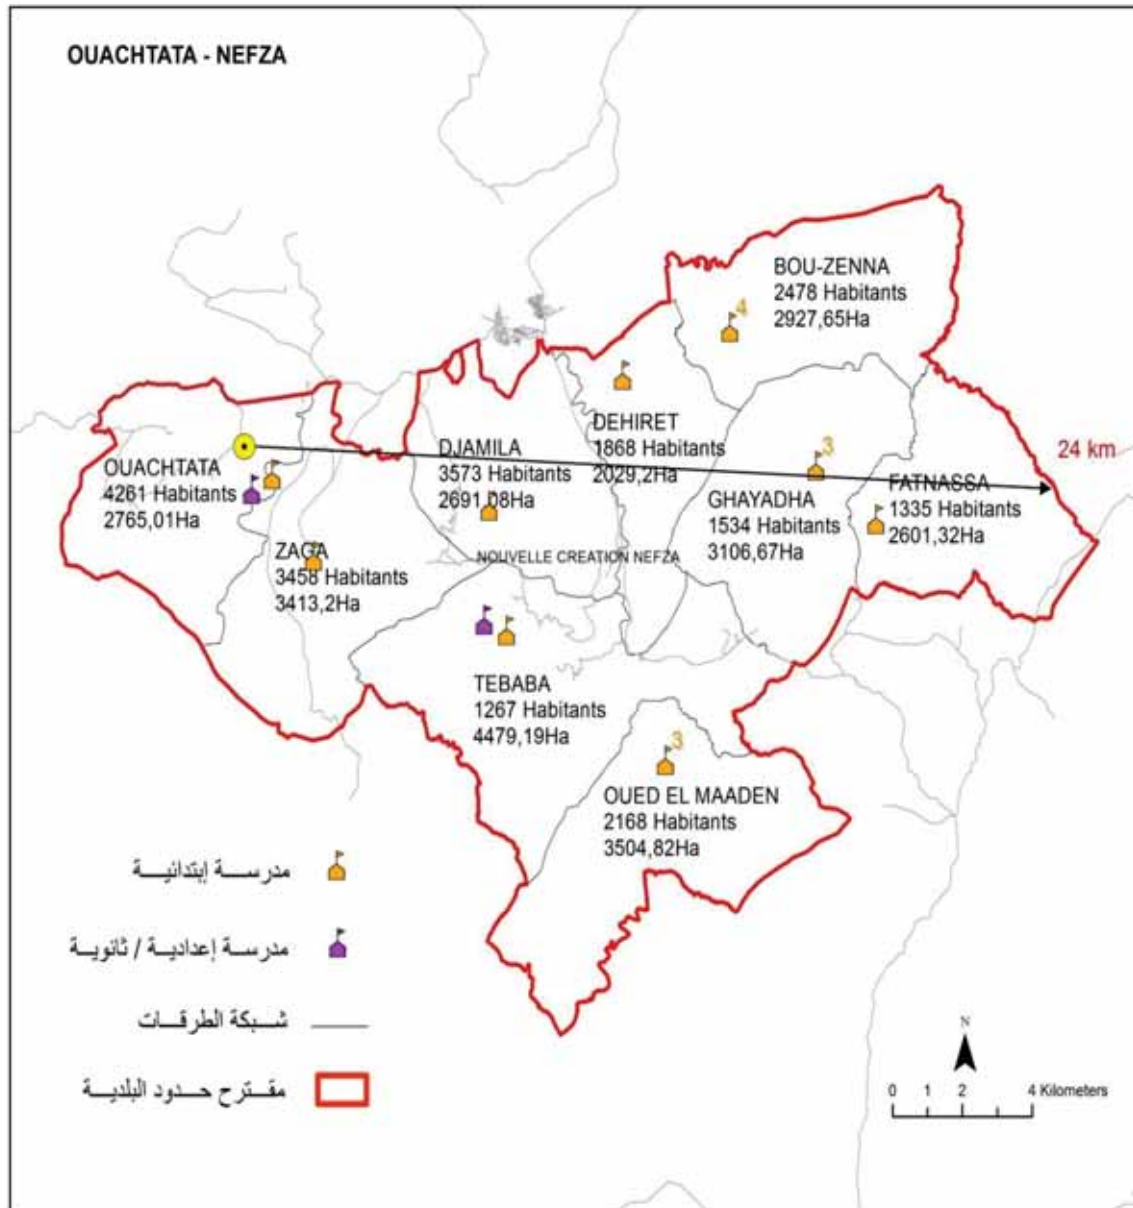 OUACHTATA - NEFZA
BOU-ZENNA
2478 Habitants
2927,65Ha
4
DEHIRET
1868 Habitants
2029,2Ha
3
24 km
OUACHTATA
4261 Habitants
2765,01Ha
DJAMILA
3573 Habitants
2691,08Ha
GHAYADHA
1534 Habitants
3106,67Ha
FATNASSA
1335 Habitants
2601,32Ha
ZAGA
3458 Habitants
3413,2Ha
NOUVELLE CREATION NEFZA
TEBABA
1267 Habitants
4479,19Ha
3
OUED EL MAADEN
2168 Habitants
3504,82Ha
مدرسة إبتدائية
مدرسة إعدادية / ثانوية
شبكة الطرقات
مقترح حدود البلدية
N
0 1 2 4 Kilometers